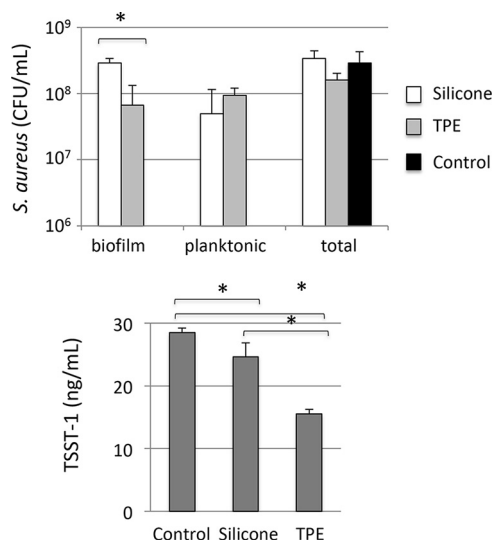 *
10⁹
10⁸
10⁷
10⁶
S. aureus (CFU/mL)
biofilm planktonic total
Silicone
TPE
Control
* *
*
30
20
10
0
TSST-1 (ng/mL)
Control Silicone TPE